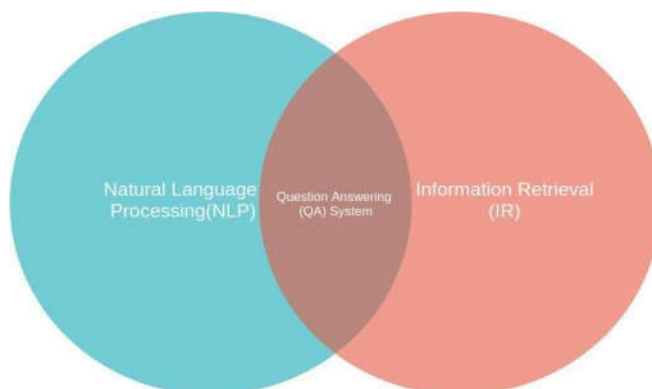 Natural Language
Processing(NLP)
Question Answering
(QA) System
Information Retrieval
(IR)